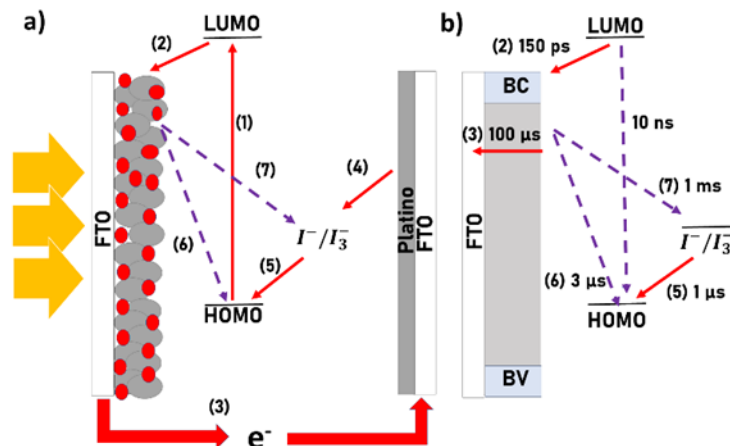 a)
LUMO
(2)
(1)
(7)
(4)
(6)
I⁻/I₃⁻
(5)
HOMO
FTO
Platino
FTO
(3)
e⁻
b)
LUMO
(2) 150 ps
BC
10 ns
(3) 100 µs
(7) 1 ms
FTO
I⁻/I₃⁻
(6) 3 µs
(5) 1 µs
HOMO
BV